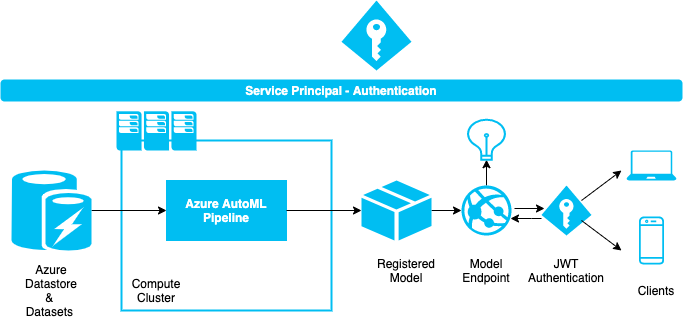 Service Principal - Authentication
Azure AutoML
Pipeline
Azure
Datastore
&
Datasets
Compute
Cluster
Registered
Model
Model
Endpoint
JWT
Authentication
Clients